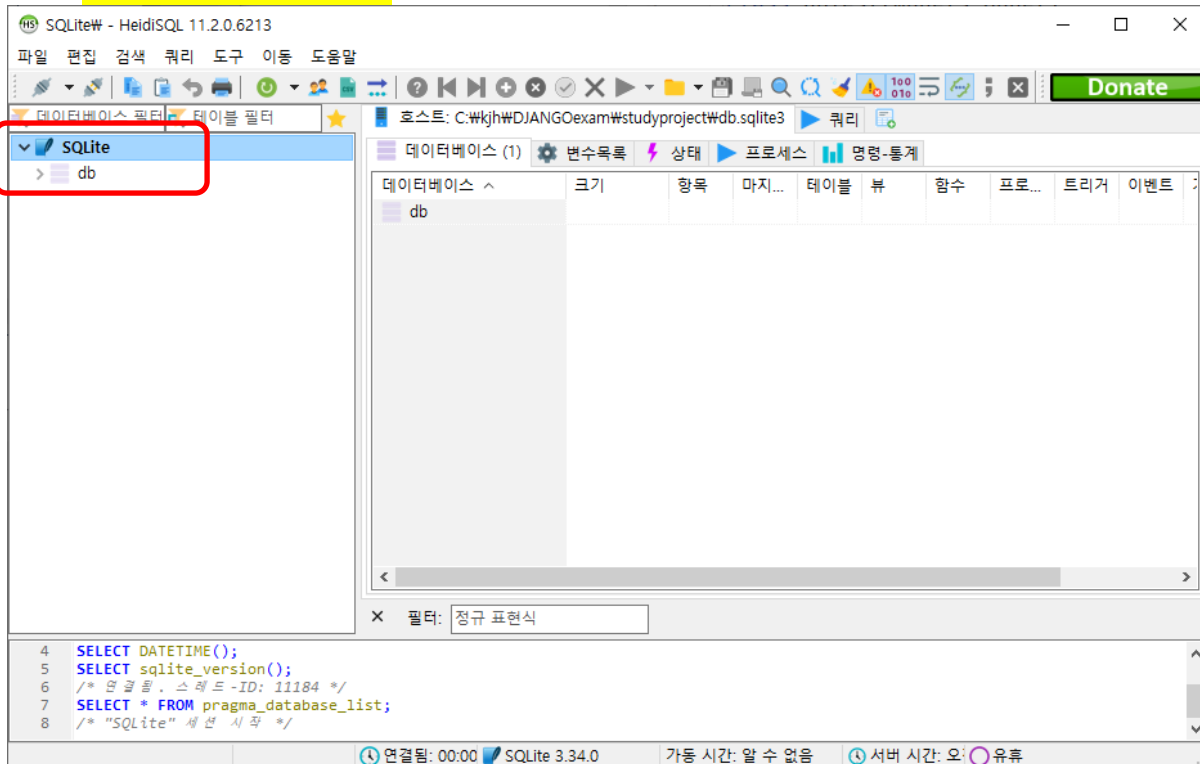 SQLite₩ - HeidiSQL 11.2.0.6213
파일 편집 검색 쿼리 도구 이동 도움말
Donate
데이터베이스 필터 테이블 필터
호스트: C:₩kjh₩DJANGOexam₩studyproject₩db.sqlite3 쿼리
SQLite
db
데이터베이스 (1) 변수목록 상태 프로세스 명령-통계
데이터베이스 크기 항목 마지... 테이블 뷰 함수 프로... 트리거 이벤트
db
필터: 정규 표현식
4 SELECT DATETIME();
5 SELECT sqlite_version();
6 /* 연결됨. 스레드-ID: 11184 */
7 SELECT * FROM pragma_database_list;
8 /* "SQLite" 세션 시작 */
연결됨: 00:00 SQLite 3.34.0 가동 시간: 알 수 없음 서버 시간: 유휴